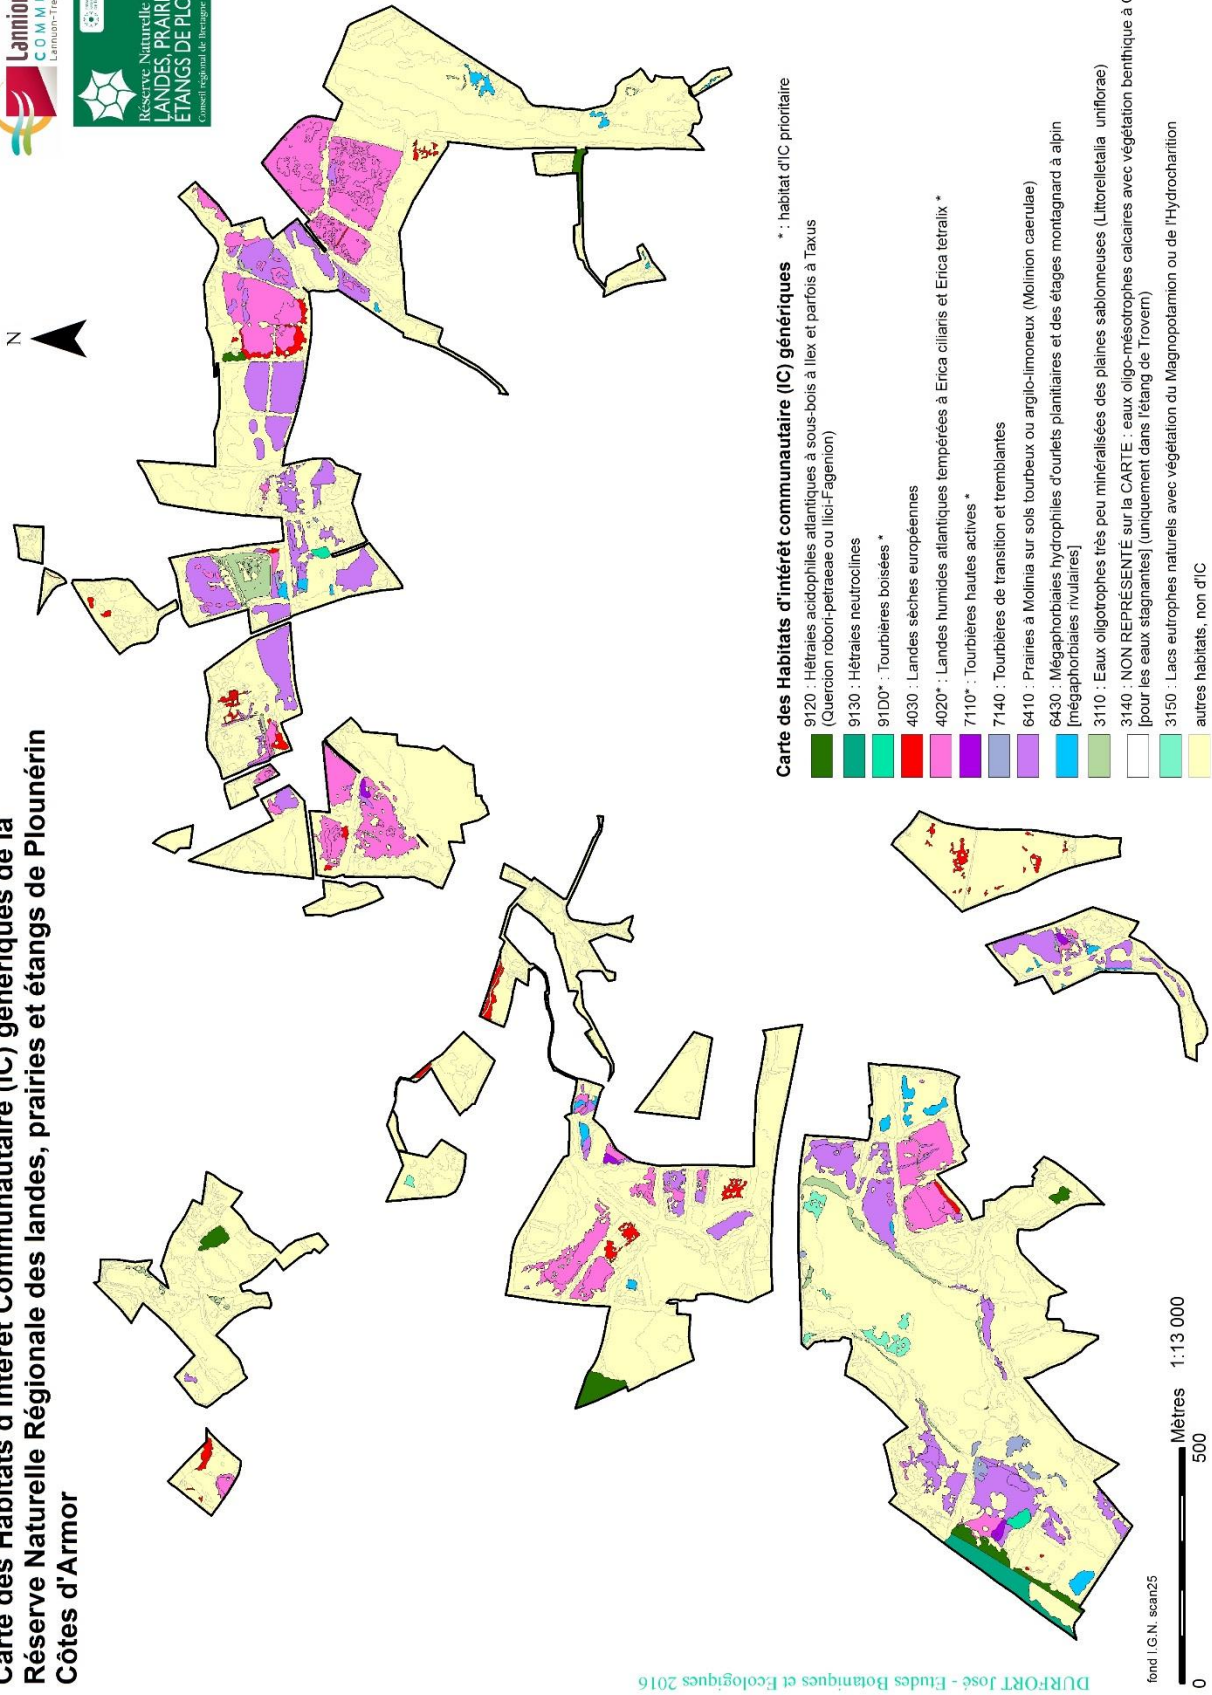 Carte des Habitats d'Intérêt Communautaire (IC) génériques de la
Réserve Naturelle Régionale des landes, prairies et étangs de Plounérin
Côtes d'Armor
Lannion
COMM
Lannuon-Tre
Réserve Naturelle
LANDES, PRAIRI
ÉTANGS DE PLO
Conseil régional de Bretagne
N
Carte des Habitats d'intérêt communautaire (IC) génériques * : habitat d'IC prioritaire
9120 : Hêtraies acidophiles atlantiques à sous-bois à Ilex et parfois à Taxus
(Quercion robori-petraeae ou Ilici-Fagenion)
9130 : Hêtraies neutroclines
91D0* : Tourbières boisées *
4030 : Landes sèches européennes
4020* : Landes humides atlantiques tempérées à Erica ciliaris et Erica tetralix *
7110* : Tourbières hautes actives *
7140 : Tourbières de transition et tremblantes
6410 : Prairies à Molinia sur sols tourbeux ou argilo-limoneux (Molinion caerulae)
6430 : Mégaphorbiaies hydrophiles d'ourlets planitiaires et des étages montagnard à alpin
[mégaphorbiaies rivulaires]
3110 : Eaux oligotrophes très peu minéralisées des plaines sablonneuses (Littorelletalia uniflorae)
3140 : NON REPRÉSENTÉ sur la CARTE : eaux oligo-mésotrophes calcaires avec végétation benthique à C
[pour les eaux stagnantes] (uniquement dans l'étang de Trovern)
3150 : Lacs eutrophes naturels avec végétation du Magnopotamion ou de l'Hydrocharition
autres habitats, non d'IC
DURFORT José - Etudes Botaniques et Ecologiques 2016
fond I.G.N. scan25
Mètres 1:13 000
0 500